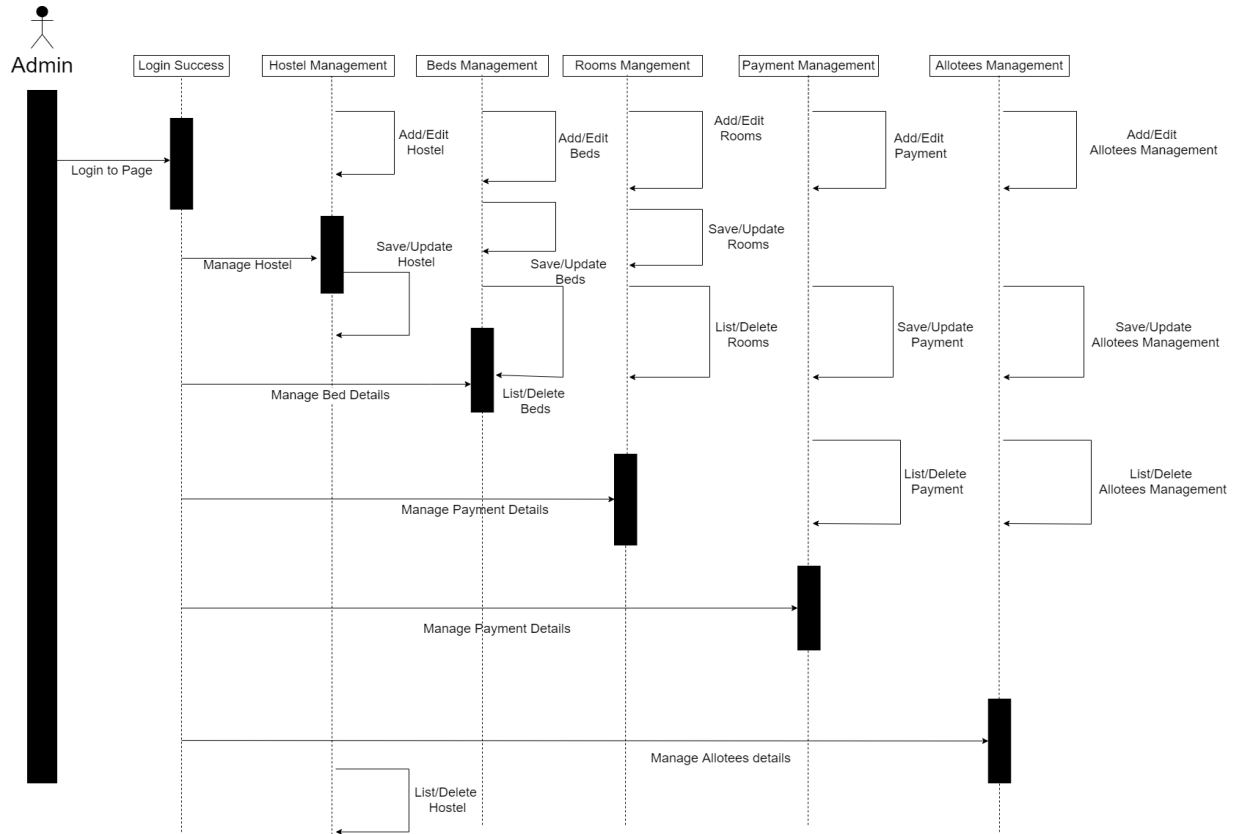 Admin
Login Success
Hostel Management
Beds Management
Rooms Mangement
Payment Management
Allotees Management
Add/Edit
Hostel
Add/Edit
Beds
Add/Edit
Rooms
Add/Edit
Payment
Add/Edit
Allotees Management
Login to Page
Save/Update
Hostel
Save/Update
Rooms
Manage Hostel
Save/Update
Beds
List/Delete
Rooms
Save/Update
Payment
Save/Update
Allotees Management
Manage Bed Details
List/Delete
Beds
List/Delete
Payment
List/Delete
Allotees Management
Manage Payment Details
Manage Payment Details
Manage Allotees details
List/Delete
Hostel